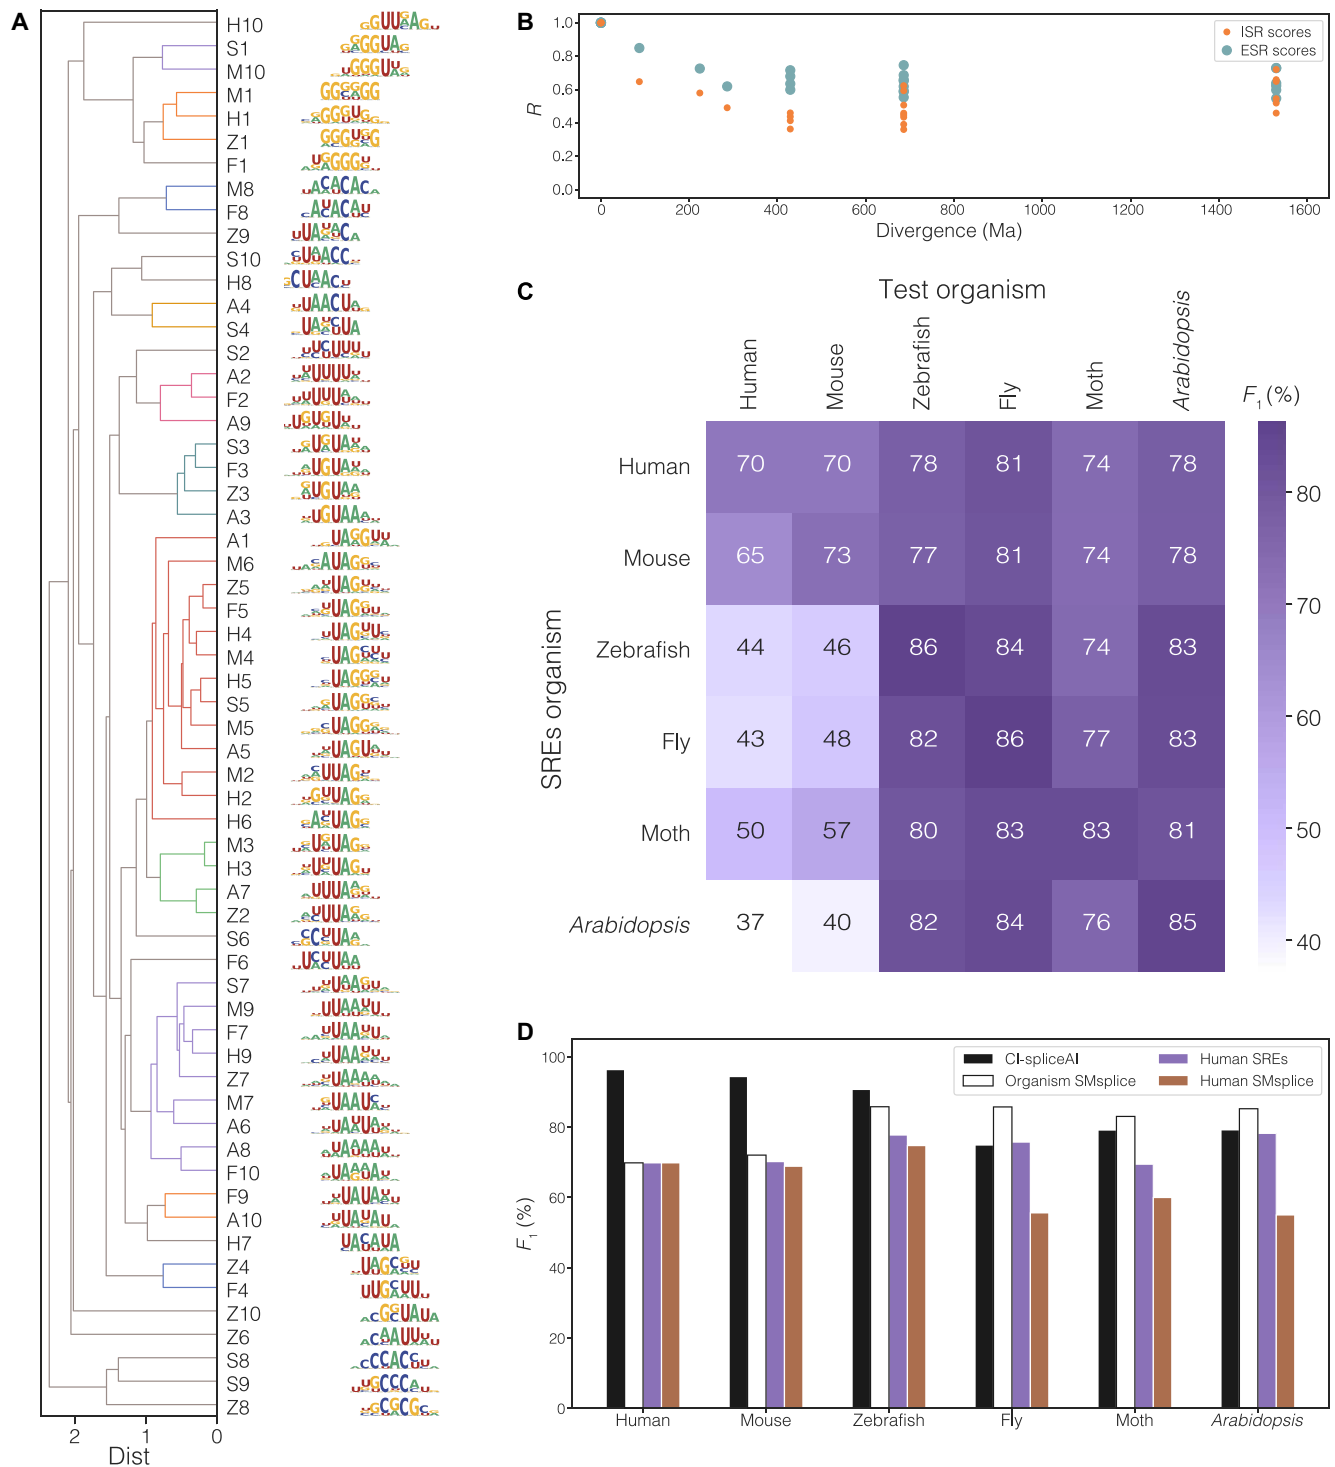 A
H10
S1
M10
M1
H1
Z1
F1
M8
F8
Z9
S10
H8
A4
S4
S2
A2
F2
A9
S3
F3
Z3
A3
A1
M6
Z5
F5
H4
M4
H5
S5
M5
A5
M2
H2
H6
M3
H3
A7
Z2
S6
F6
S7
M9
F7
H9
Z7
M7
A6
A8
F10
F9
A10
H7
Z4
F4
Z10
Z6
S8
S9
Z8
2 1 0
Dist
B
1.0
0.8
0.6
0.4
0.2
0.0
R
ISR scores
ESR scores
0 200 400 600 800 1000 1200 1400 1600
Divergence (Ma)
C
Test organism
Human Mouse Zebrafish Fly Moth Arabidopsis
SREs organism
Human 70 70 78 81 74 78
Mouse 65 73 77 81 74 78
Zebrafish 44 46 86 84 74 83
Fly 43 48 82 86 77 83
Moth 50 57 80 83 83 81
Arabidopsis 37 40 82 84 76 85
F1 (%)
80
70
60
50
40
D
100
80
60
40
20
0
F1 (%)
CI-spliceAI
Organism SMsplice
Human SREs
Human SMsplice
Human Mouse Zebrafish Fly Moth Arabidopsis